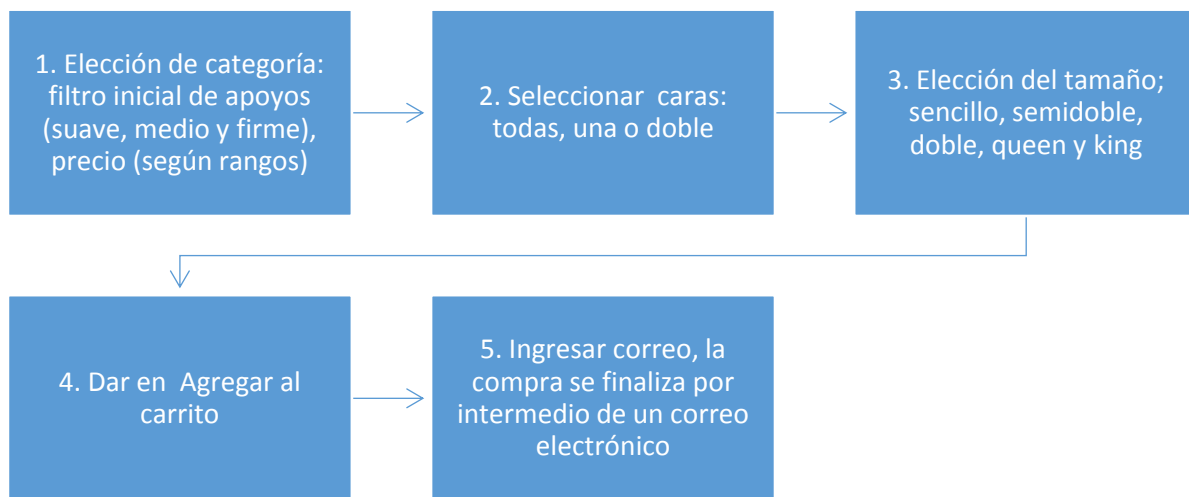 1. Elección de categoría:
filtro inicial de apoyos
(suave, medio y firme),
precio (según rangos)
2. Seleccionar  caras:
todas, una o doble
3. Elección del tamaño;
sencillo, semidoble,
doble, queen y king
4. Dar en  Agregar al
carrito
5. Ingresar correo, la
compra se finaliza por
intermedio de un correo
electrónico